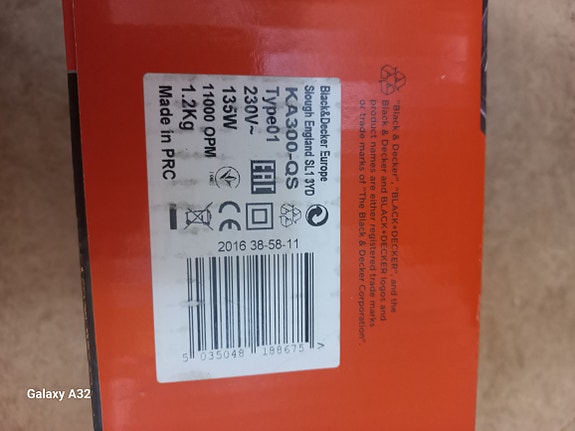 "Black & Decker", "BLACK+DECKER", and the
Black & Decker and BLACK+DECKER logos and
product names are either registered trade marks
or trade marks of "The Black & Decker Corporation".
Black&Decker Europe
Slough England SL1 3YD
KA300-QS
Type01
230V~
135W
11000 OPM
1.2Kg
Made in PRC
EAC
CE
2016 38-58-11
5 035048 188675 >
Galaxy A32